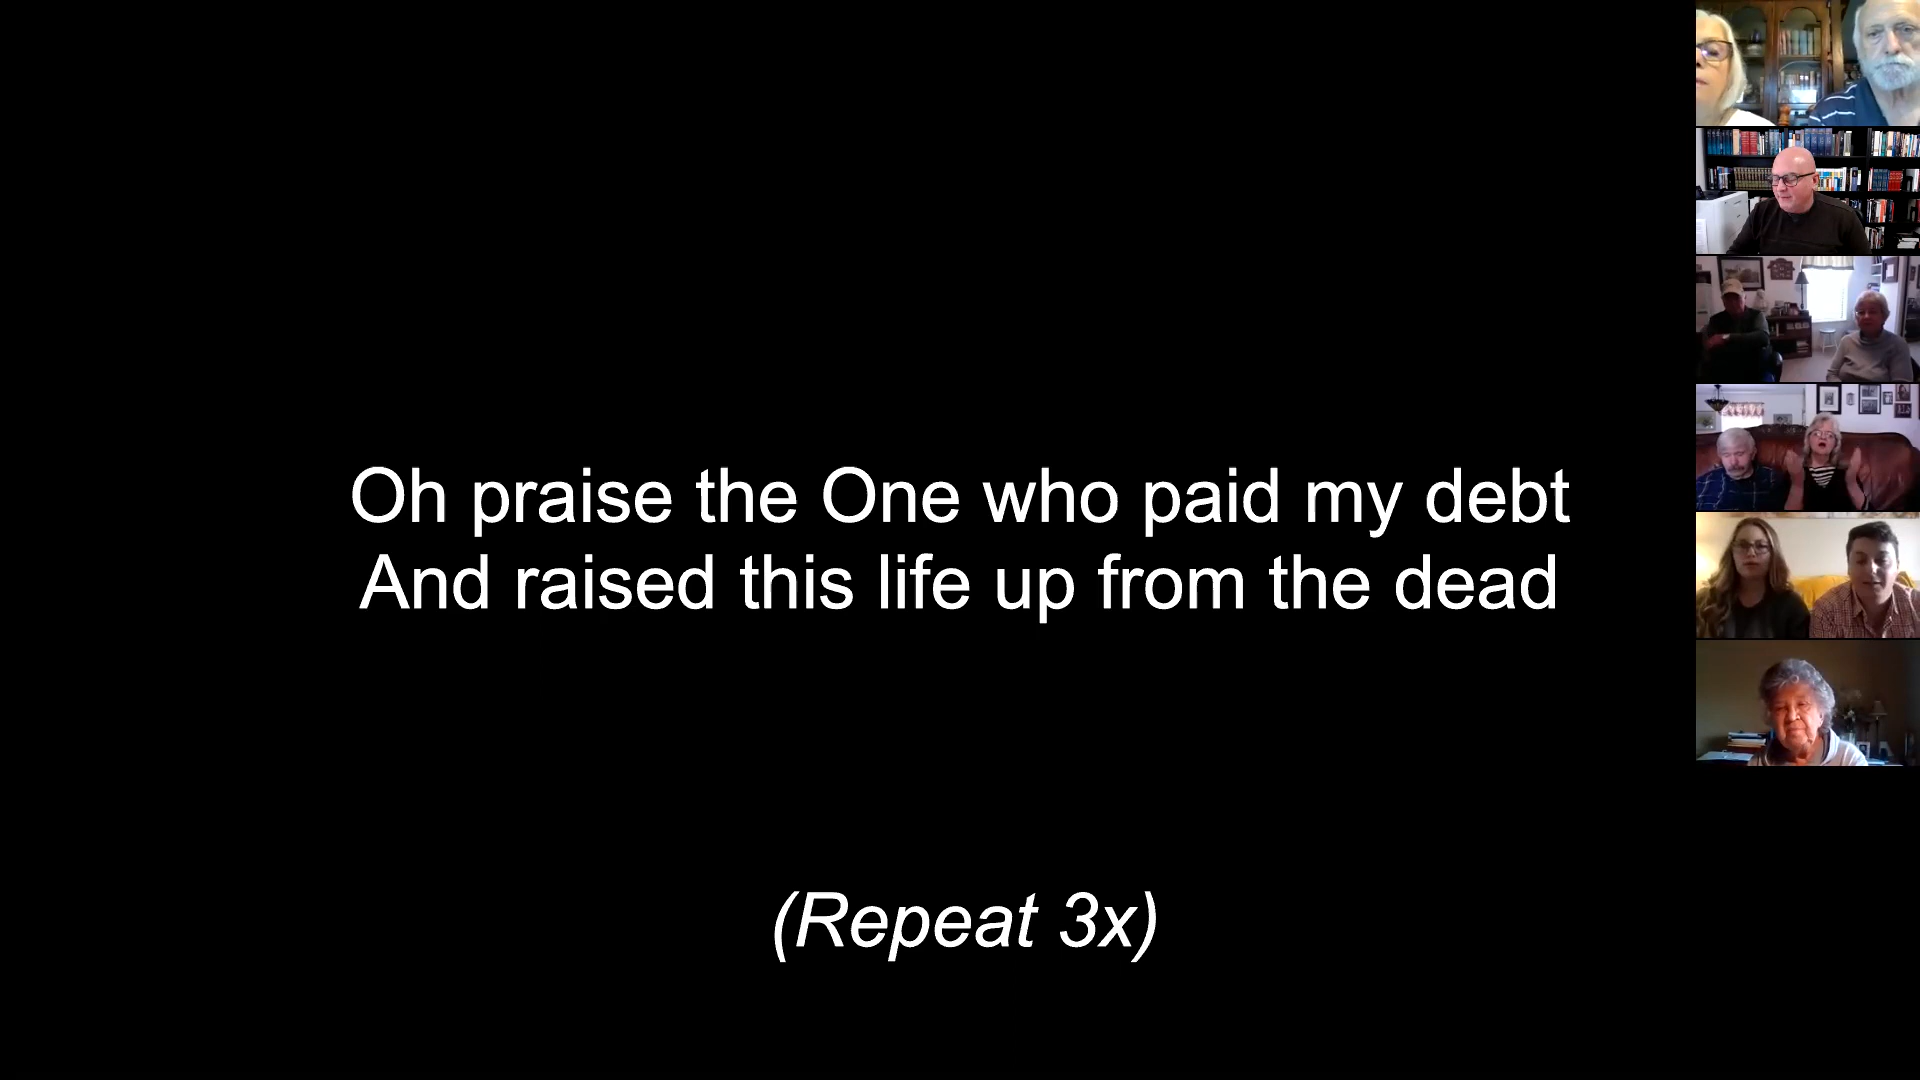 Oh praise the One who paid my debt
And raised this life up from the dead
(Repeat 3x)